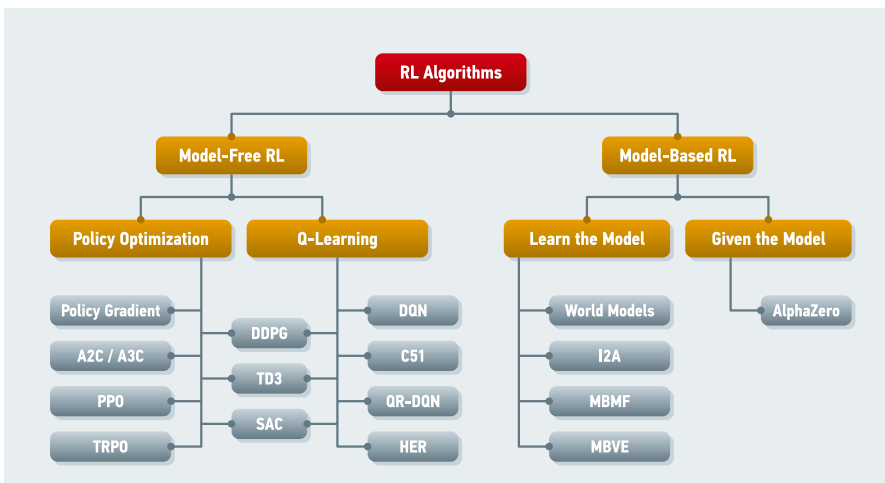 RL Algorithms
Model-Free RL
Model-Based RL
Policy Optimization
Q-Learning
Learn the Model
Given the Model
Policy Gradient
DDPG
DQN
World Models
AlphaZero
A2C / A3C
TD3
C51
I2A
PPO
SAC
QR-DQN
MBMF
TRPO
HER
MBVE